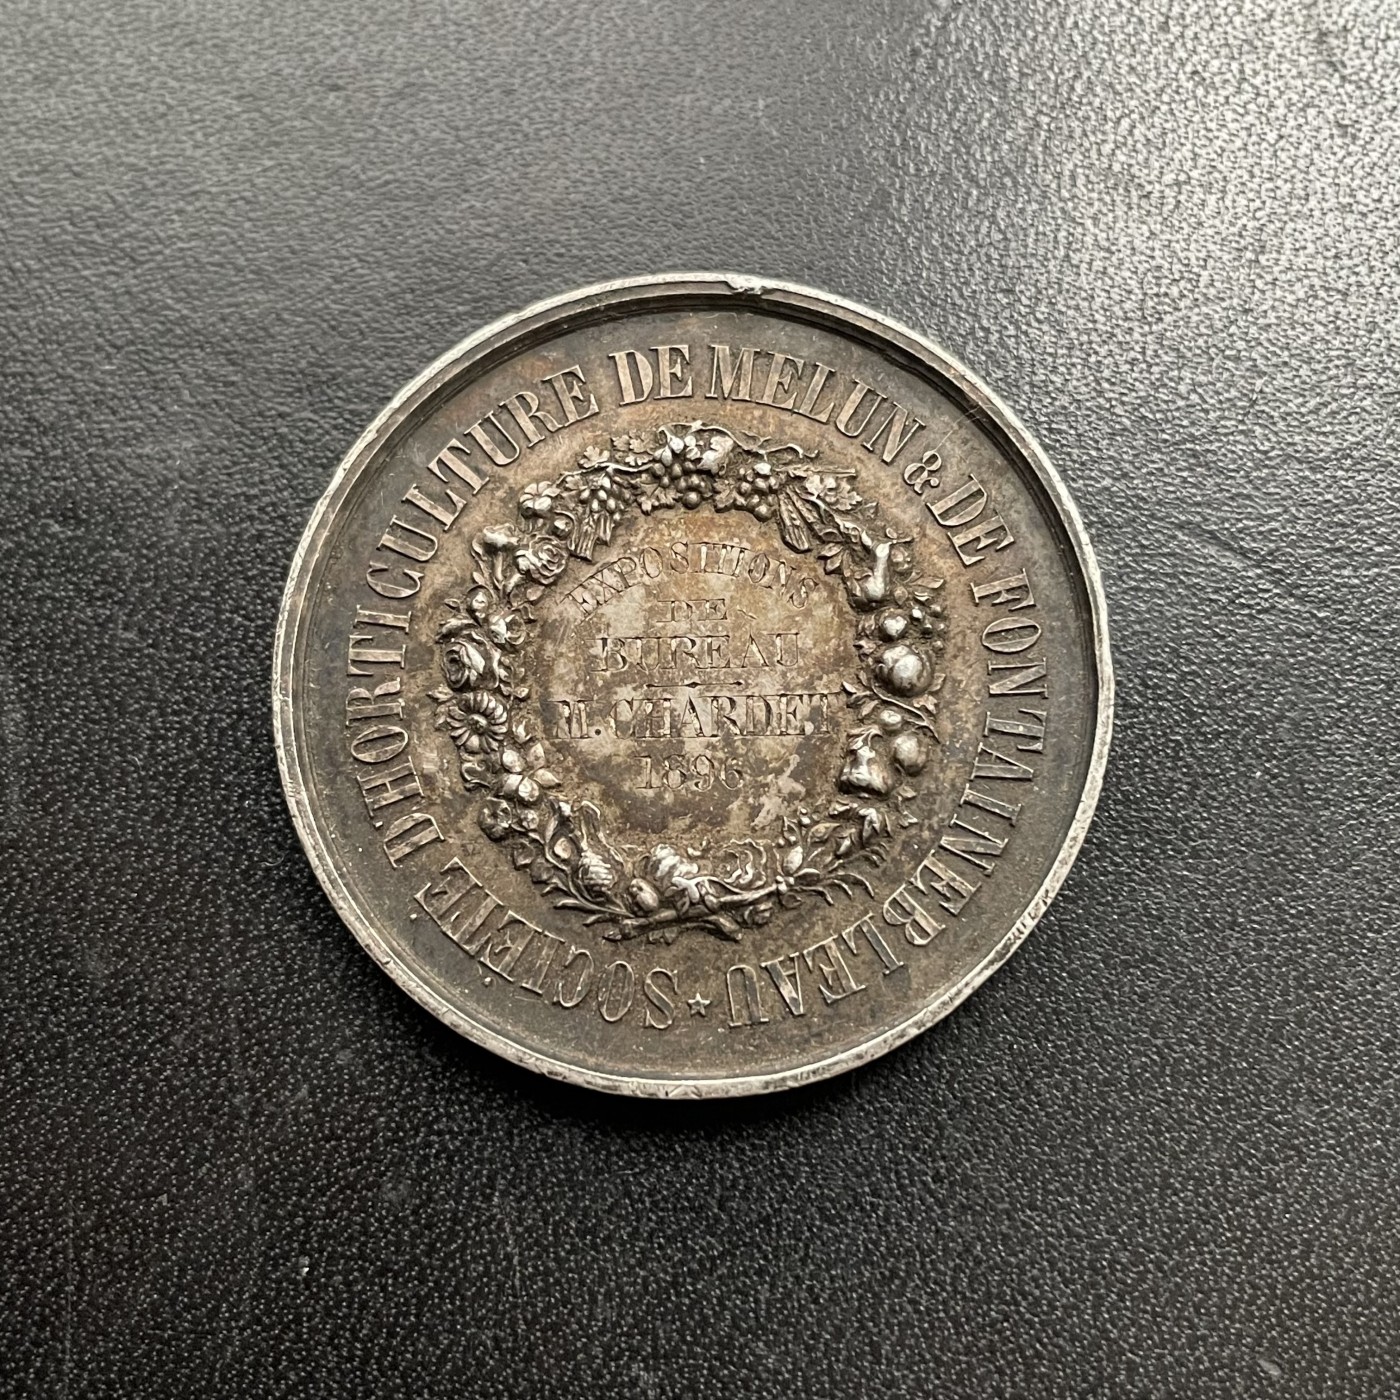 SOCIÉTÉ D'HORTICULTURE DE MELUN & DE FONTAINEBLEAU
EXPOSITIONS
DE
BUREAU
M. CHARDET
1896